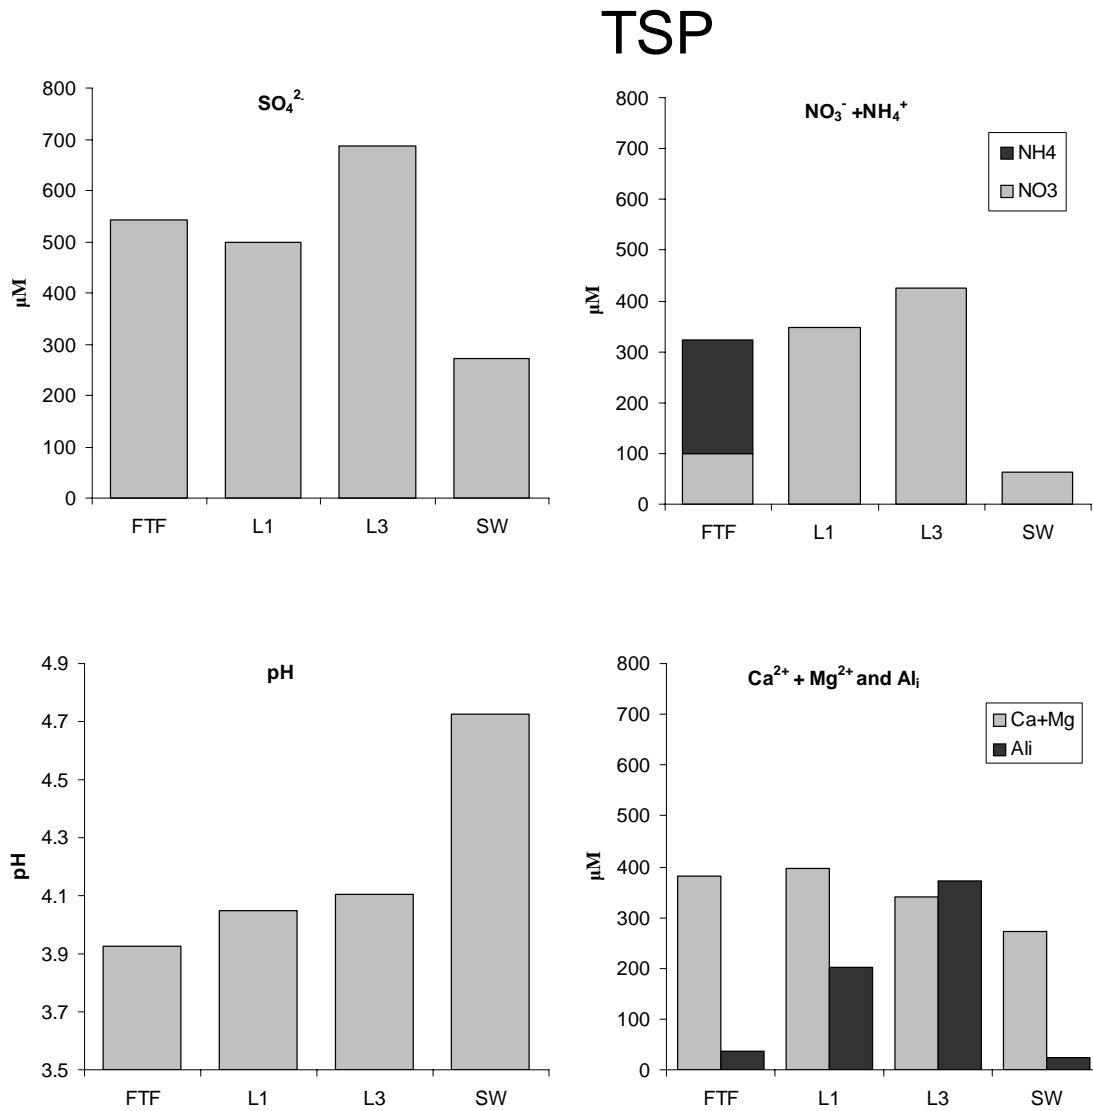 TSP
SO₄²⁻
800
700
600
500
400
300
200
100
0
µM
FTF L1 L3 SW
NO₃⁻ +NH₄⁺
NH4
NO3
800
700
600
500
400
300
200
100
0
µM
FTF L1 L3 SW
pH
4.9
4.7
4.5
4.3
4.1
3.9
3.7
3.5
pH
FTF L1 L3 SW
Ca²⁺ + Mg²⁺ and Alᵢ
Ca+Mg
Ali
800
700
600
500
400
300
200
100
0
µM
FTF L1 L3 SW